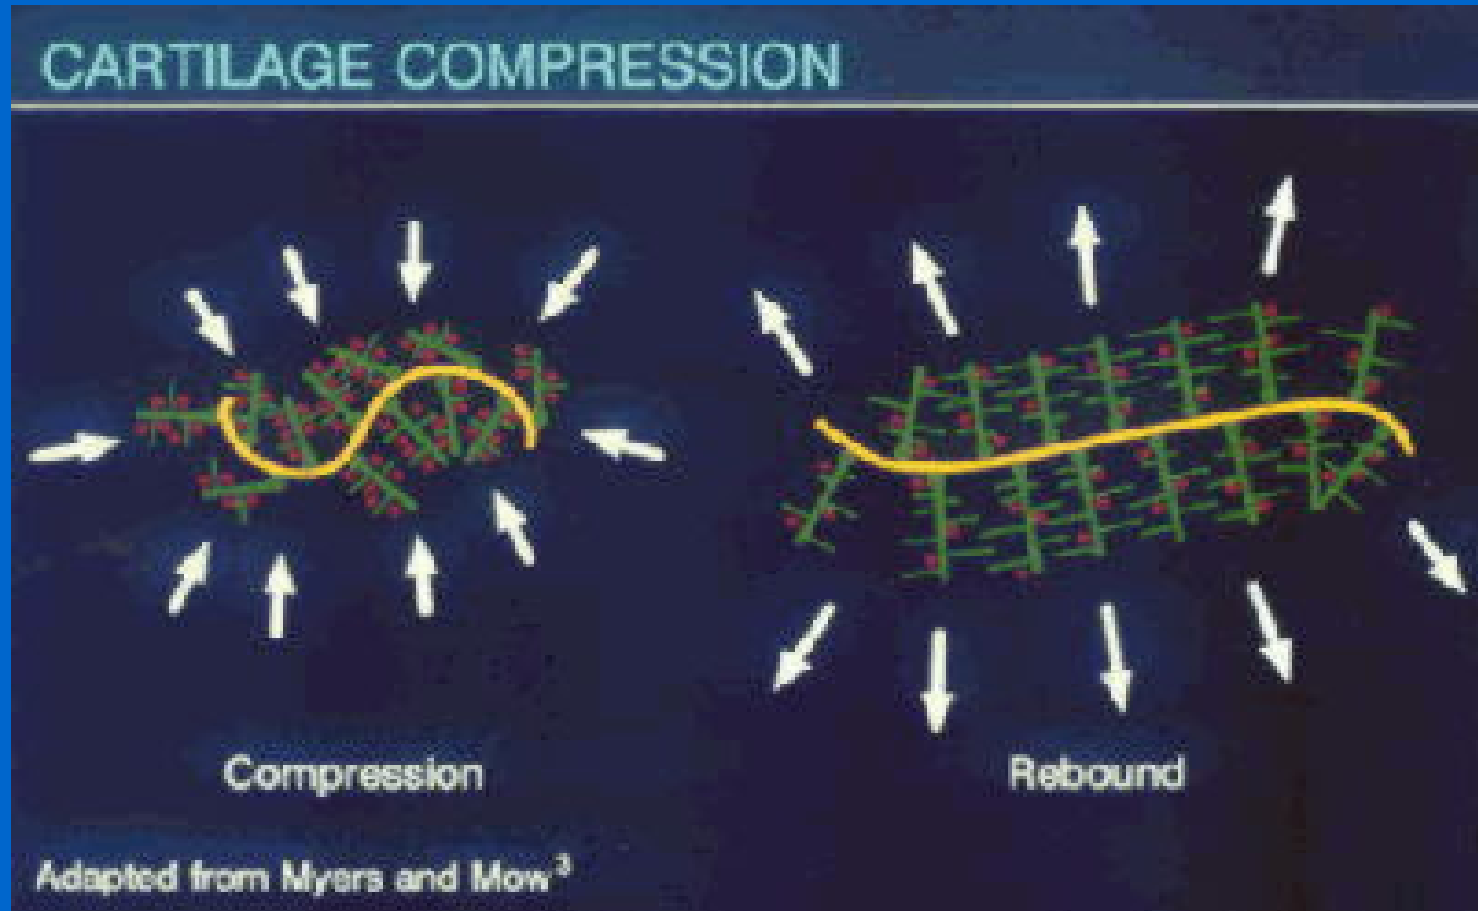 CARTILAGE COMPRESSION
Compression
Rebound
Adapted from Myers and Mow³